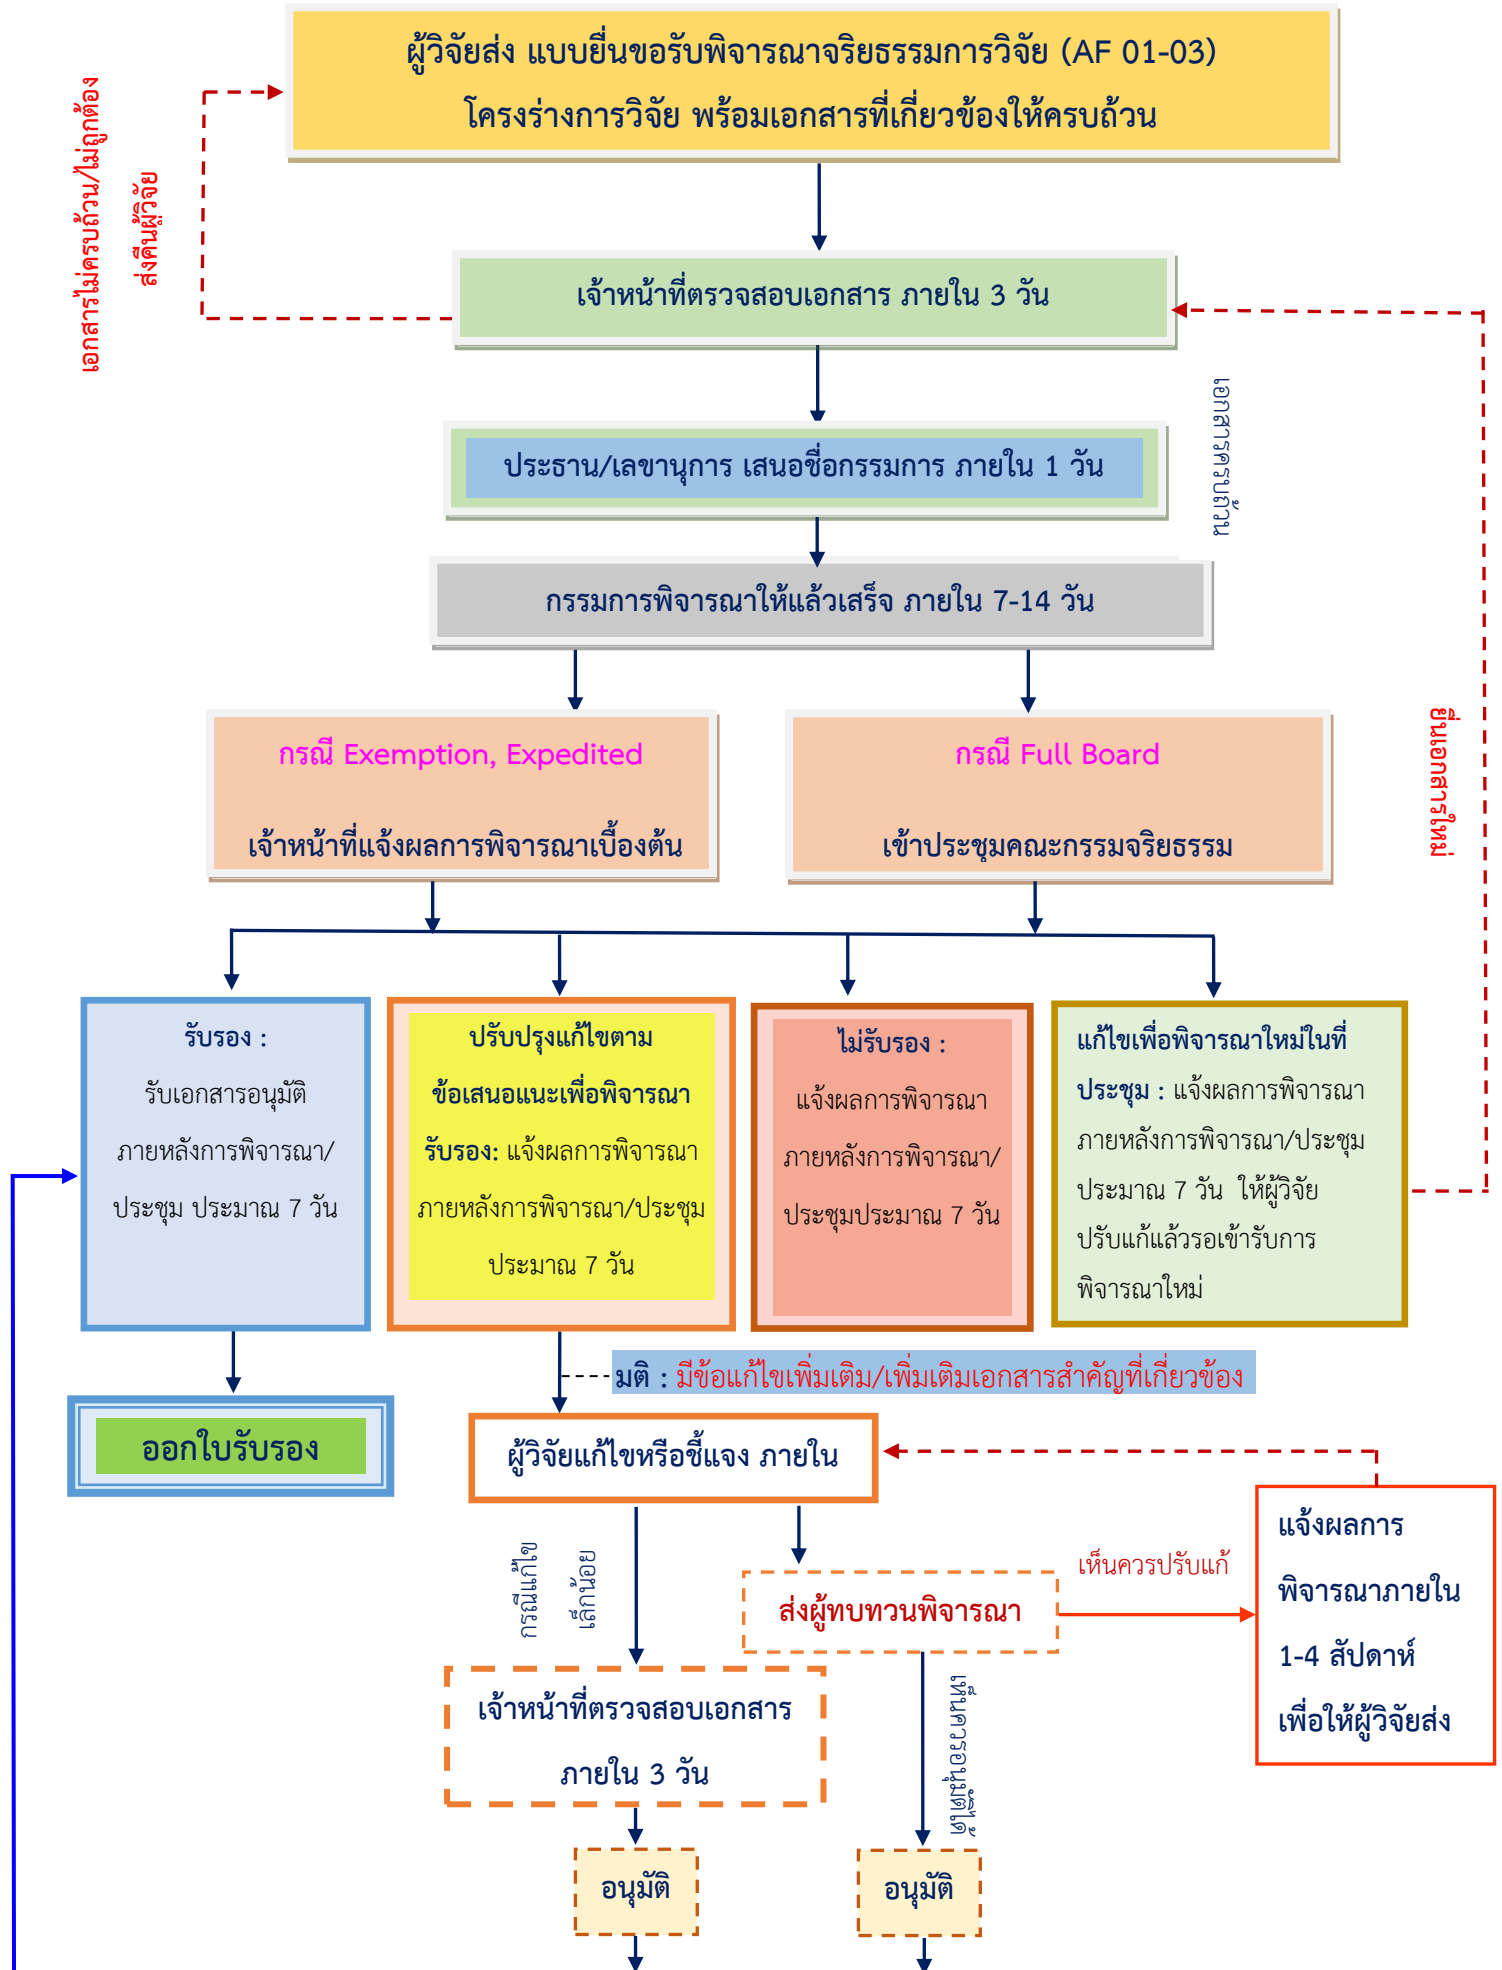 ผู้วิจัยส่ง แบบยื่นขอรับพิจารณาจริยธรรมการวิจัย (AF 01-03)
โครงร่างการวิจัย พร้อมเอกสารที่เกี่ยวข้องให้ครบถ้วน
เอกสารไม่ครบถ้วน/ไม่ถูกต้อง
ส่งคืนผู้วิจัย
เจ้าหน้าที่ตรวจสอบเอกสาร ภายใน 3 วัน
เอกสารครบถ้วน
ประธาน/เลขานุการ เสนอชื่อกรรมการ ภายใน 1 วัน
กรรมการพิจารณาให้แล้วเสร็จ ภายใน 7-14 วัน
กรณี Exemption, Expedited
เจ้าหน้าที่แจ้งผลการพิจารณาเบื้องต้น
กรณี Full Board
เข้าประชุมคณะกรรมจริยธรรม
ยื่นเอกสารใหม่
รับรอง :
รับเอกสารอนุมัติ
ภายหลังการพิจารณา/
ประชุม ประมาณ 7 วัน
ปรับปรุงแก้ไขตาม
ข้อเสนอแนะเพื่อพิจารณา
รับรอง: แจ้งผลการพิจารณา
ภายหลังการพิจารณา/ประชุม
ประมาณ 7 วัน
ไม่รับรอง :
แจ้งผลการพิจารณา
ภายหลังการพิจารณา/
ประชุมประมาณ 7 วัน
แก้ไขเพื่อพิจารณาใหม่ในที่
ประชุม : แจ้งผลการพิจารณา
ภายหลังการพิจารณา/ประชุม
ประมาณ 7 วัน ให้ผู้วิจัย
ปรับแก้แล้วรอเข้ารับการ
พิจารณาใหม่
มติ : มีข้อแก้ไขเพิ่มเติม/เพิ่มเติมเอกสารสำคัญที่เกี่ยวข้อง
ออกใบรับรอง
ผู้วิจัยแก้ไขหรือชี้แจง ภายใน
กรณีแก้ไข
เล็กน้อย
ส่งผู้ทบทวนพิจารณา
เห็นควรปรับแก้
แจ้งผลการ
พิจารณาภายใน
1-4 สัปดาห์
เพื่อให้ผู้วิจัยส่ง
เจ้าหน้าที่ตรวจสอบเอกสาร
ภายใน 3 วัน
เห็นควรอนุมัติได้
อนุมัติ
อนุมัติ